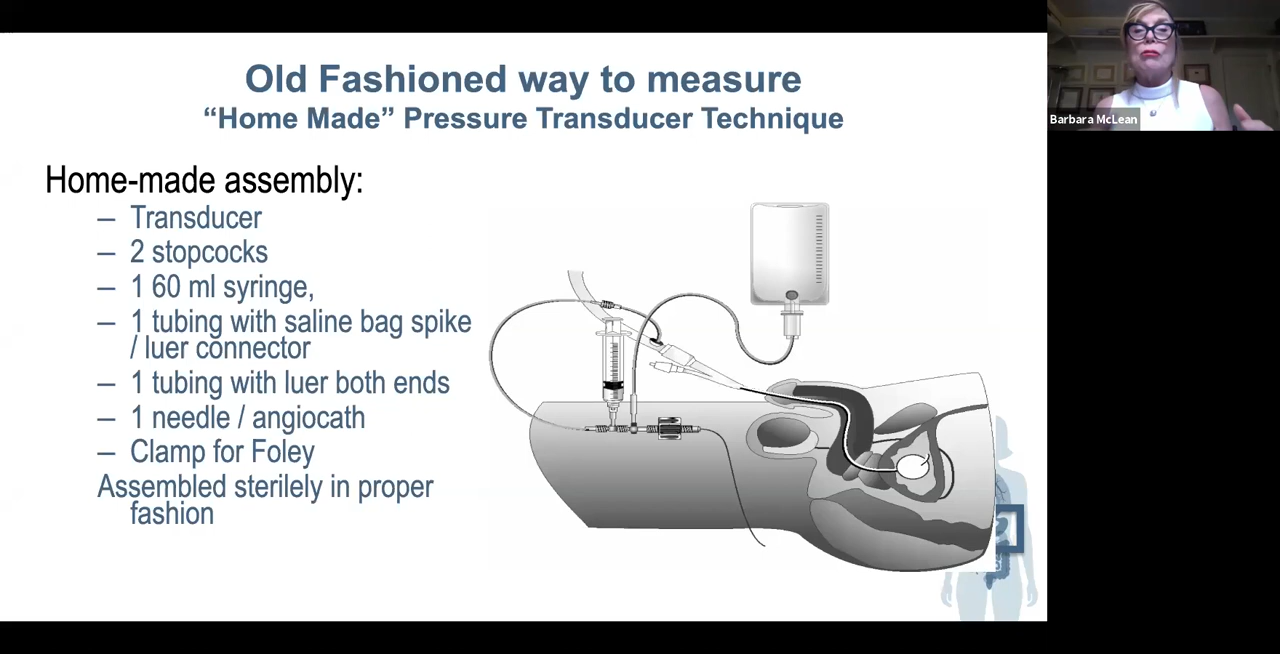 Old Fashioned way to measure
“Home Made” Pressure Transducer Technique
Home-made assembly:
– Transducer
– 2 stopcocks
– 1 60 ml syringe,
– 1 tubing with saline bag spike
/ luer connector
– 1 tubing with luer both ends
– 1 needle / angiocath
– Clamp for Foley
Assembled sterilely in proper
fashion
Barbara McLean